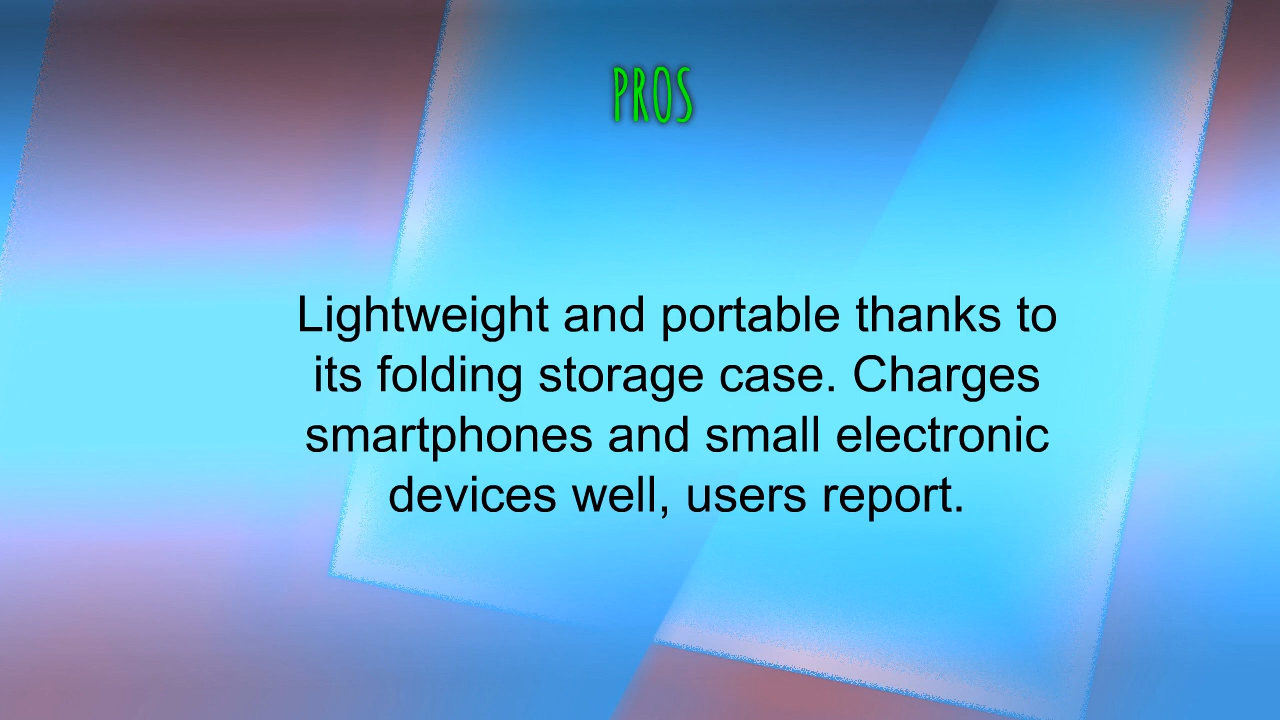 PROS
Lightweight and portable thanks to
its folding storage case. Charges
smartphones and small electronic
devices well, users report.